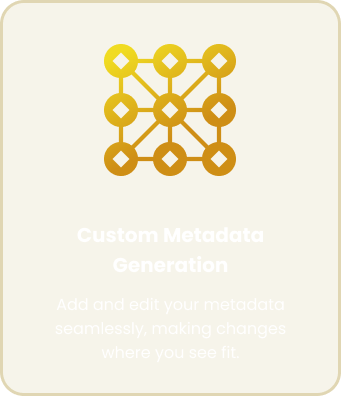 Custom Metadata
Generation
Add and edit your metadata
seamlessly, making changes
where you see fit.